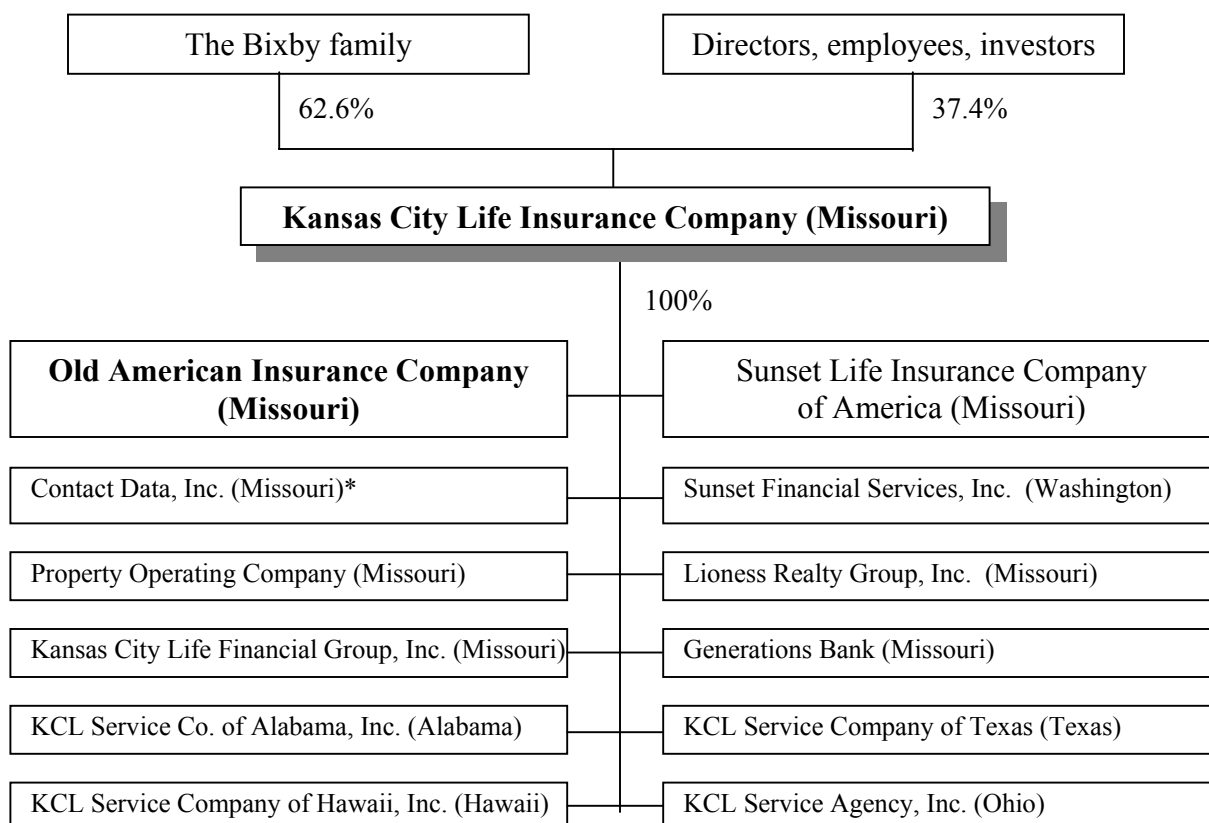 The Bixby family
Directors, employees, investors
62.6%
37.4%
Kansas City Life Insurance Company (Missouri)
100%
Old American Insurance Company
(Missouri)
Sunset Life Insurance Company
of America (Missouri)
Contact Data, Inc. (Missouri)*
Sunset Financial Services, Inc.  (Washington)
Property Operating Company (Missouri)
Lioness Realty Group, Inc.  (Missouri)
Kansas City Life Financial Group, Inc. (Missouri)
Generations Bank (Missouri)
KCL Service Co. of Alabama, Inc. (Alabama)
KCL Service Company of Texas (Texas)
KCL Service Company of Hawaii, Inc. (Hawaii)
KCL Service Agency, Inc. (Ohio)